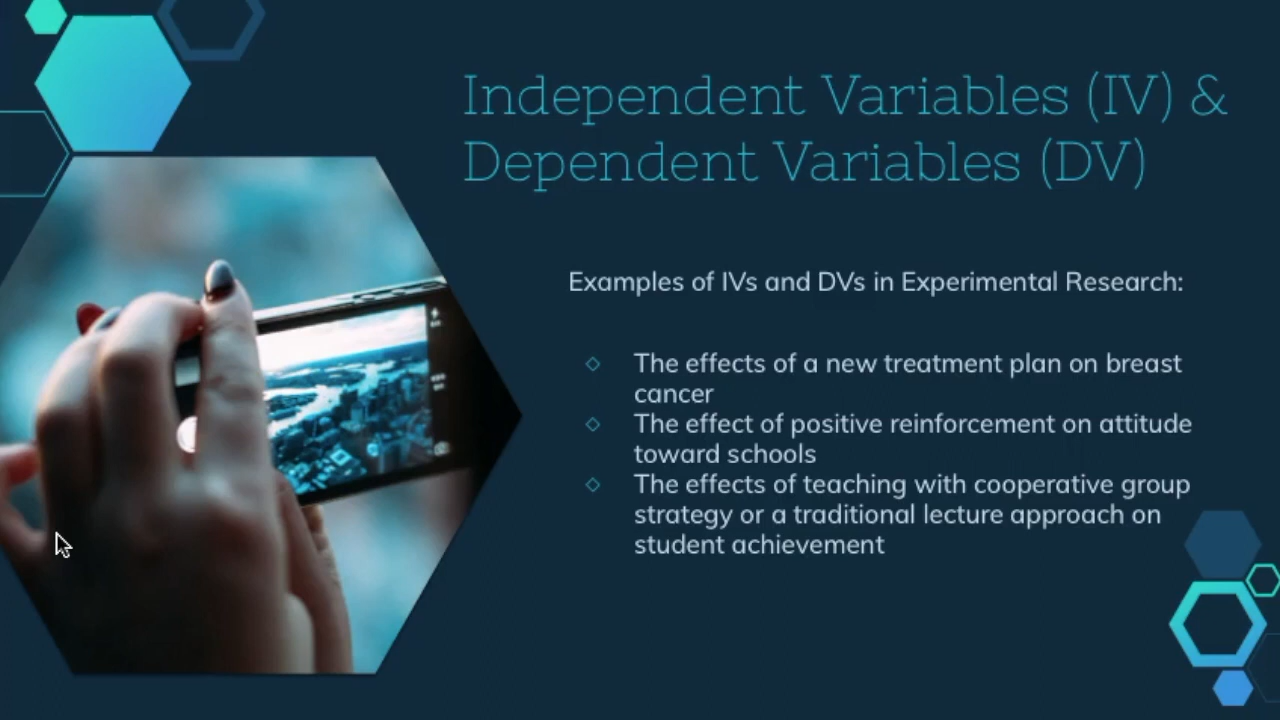 Independent Variables (IV) &
Dependent Variables (DV)
Examples of IVs and DVs in Experimental Research:
The effects of a new treatment plan on breast
cancer
The effect of positive reinforcement on attitude
toward schools
The effects of teaching with cooperative group
strategy or a traditional lecture approach on
student achievement